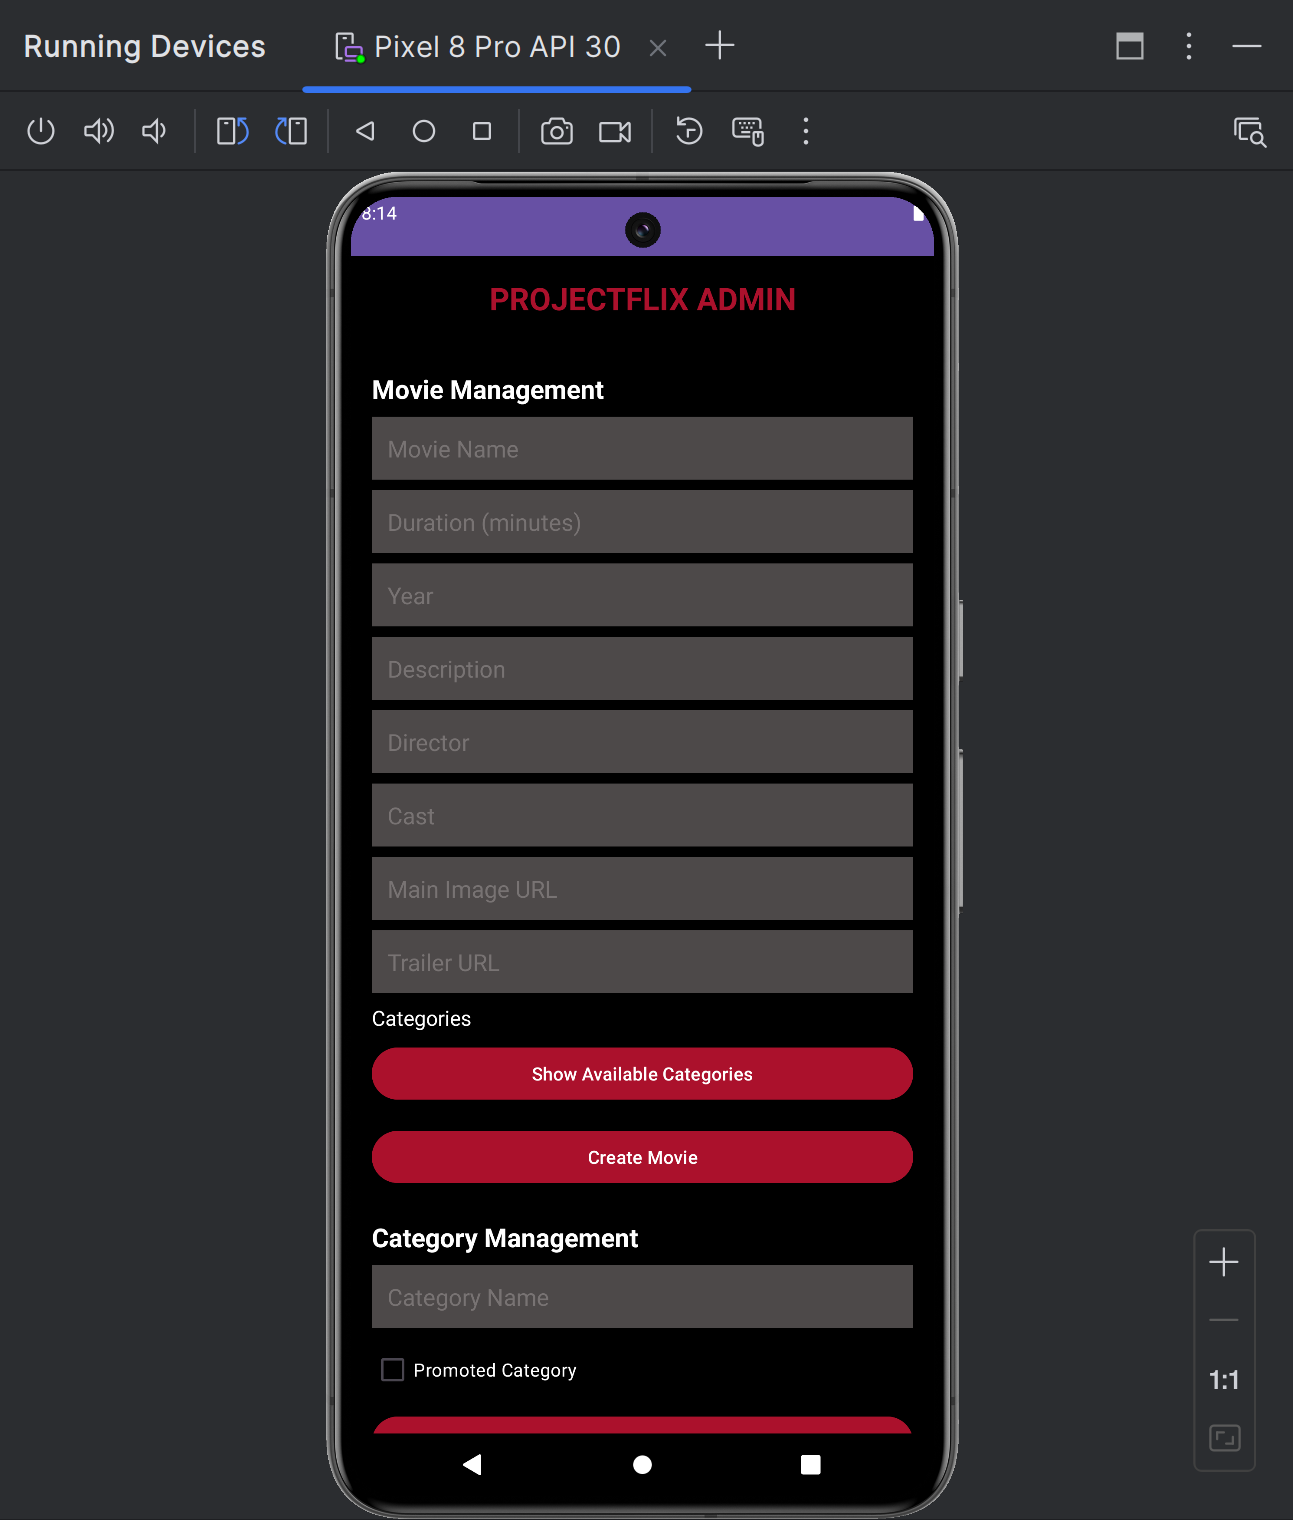 Running Devices
Pixel 8 Pro API 30
8:14
PROJECTFLIX ADMIN
Movie Management
Movie Name
Duration (minutes)
Year
Description
Director
Cast
Main Image URL
Trailer URL
Categories
Show Available Categories
Create Movie
Category Management
Category Name
Promoted Category
1:1